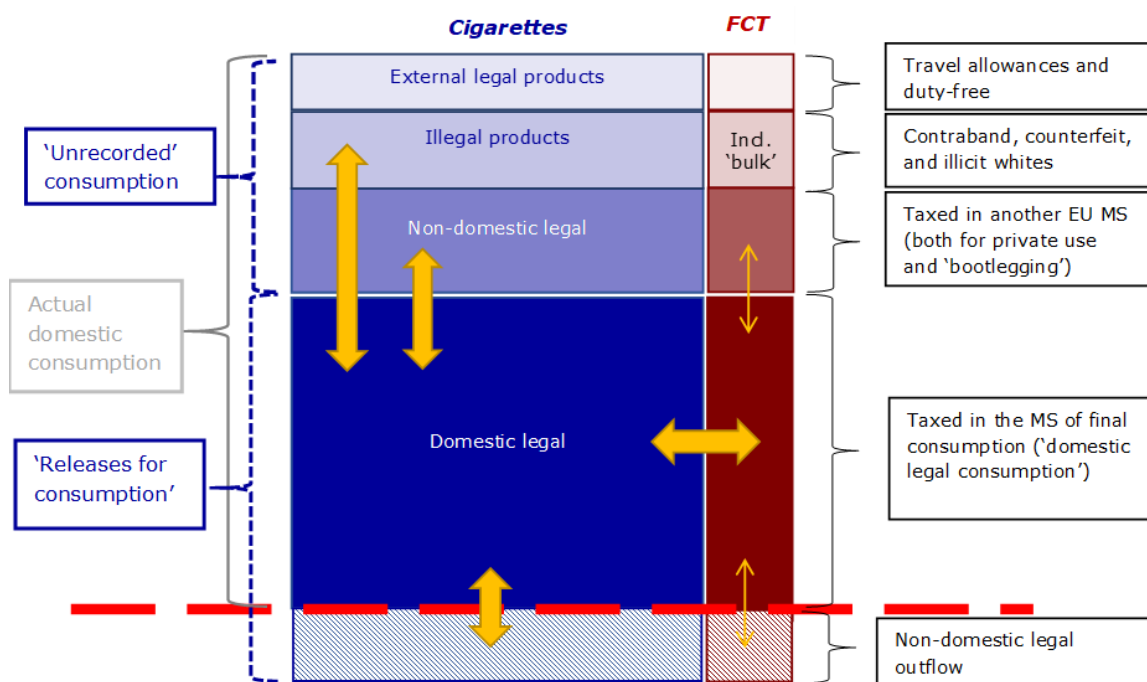 Cigarettes
FCT
External legal products
Travel allowances and
duty-free
'Unrecorded'
consumption
Illegal products
Ind.
'bulk'
Contraband, counterfeit,
and illicit whites
Non-domestic legal
Taxed in another EU MS
(both for private use
and 'bootlegging')
Actual
domestic
consumption
'Releases for
consumption'
Domestic legal
Taxed in the MS of final
consumption ('domestic
legal consumption')
Non-domestic legal
outflow